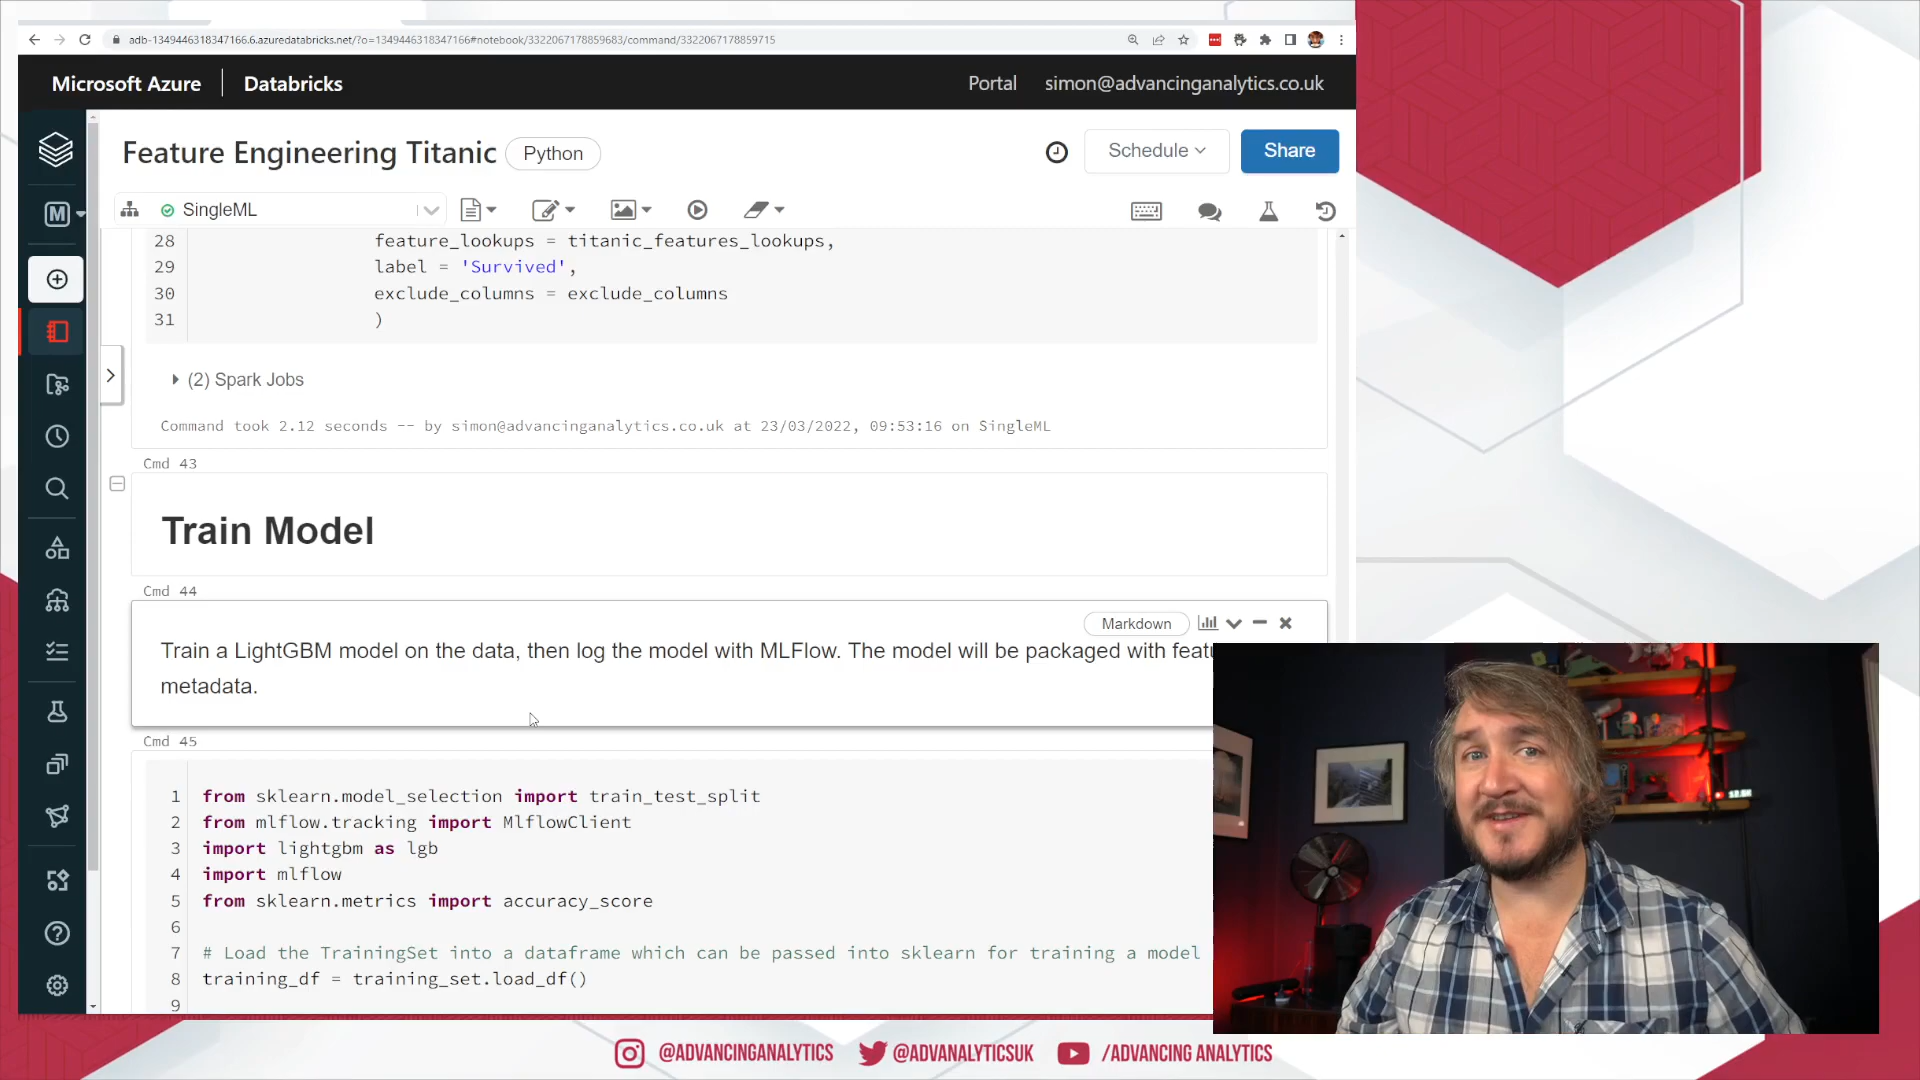 adb-1349446318347166.6.azuredatabricks.net/?o=1349446318347166#notebook/3322067178859683/command/3322067178859715
Microsoft Azure | Databricks
Portal simon@advancinganalytics.co.uk
Feature Engineering Titanic Python
Schedule Share
SingleML
28 feature_lookups = titanic_features_lookups,
29 label = 'Survived',
30 exclude_columns = exclude_columns
31 )
(2) Spark Jobs
Command took 2.12 seconds -- by simon@advancinganalytics.co.uk at 23/03/2022, 09:53:16 on SingleML
Cmd 43
Train Model
Cmd 44
Markdown
Train a LightGBM model on the data, then log the model with MLFlow. The model will be packaged with featu
metadata.
Cmd 45
1 from sklearn.model_selection import train_test_split
2 from mlflow.tracking import MlflowClient
3 import lightgbm as lgb
4 import mlflow
5 from sklearn.metrics import accuracy_score
6
7 # Load the TrainingSet into a dataframe which can be passed into sklearn for training a model
8 training_df = training_set.load_df()
9
@ADVANCINGANALYTICS @ADVANALYTICSUK /ADVANCING ANALYTICS